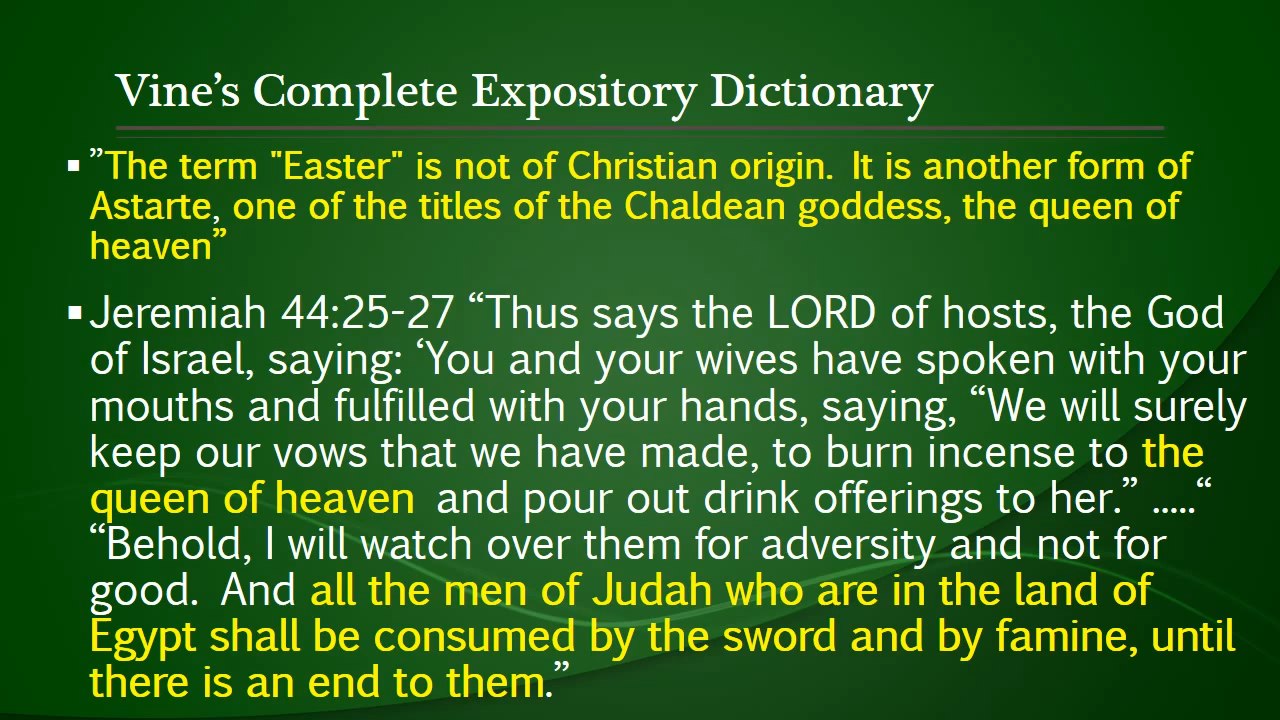 Vine’s Complete Expository Dictionary
▪ ”The term "Easter" is not of Christian origin.  It is another form of
Astarte, one of the titles of the Chaldean goddess, the queen of
heaven”
▪ Jeremiah 44:25-27 “Thus says the LORD of hosts, the God
of Israel, saying: ‘You and your wives have spoken with your
mouths and fulfilled with your hands, saying, “We will surely
keep our vows that we have made, to burn incense to the
queen of heaven  and pour out drink offerings to her.” .....“
“Behold, I will watch over them for adversity and not for
good.  And all the men of Judah who are in the land of
Egypt shall be consumed by the sword and by famine, until
there is an end to them.”